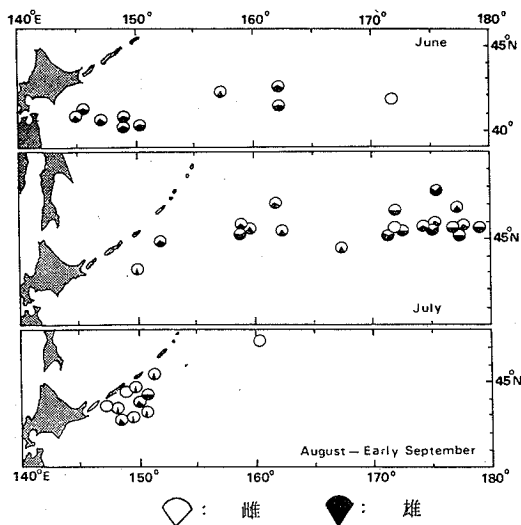 140° 150° 160° 170° 180°
45°N
June
40°N
45°N
July
45°N
August — Early September
140°E 150° 160° 170° 180°
: 雌 : 雄